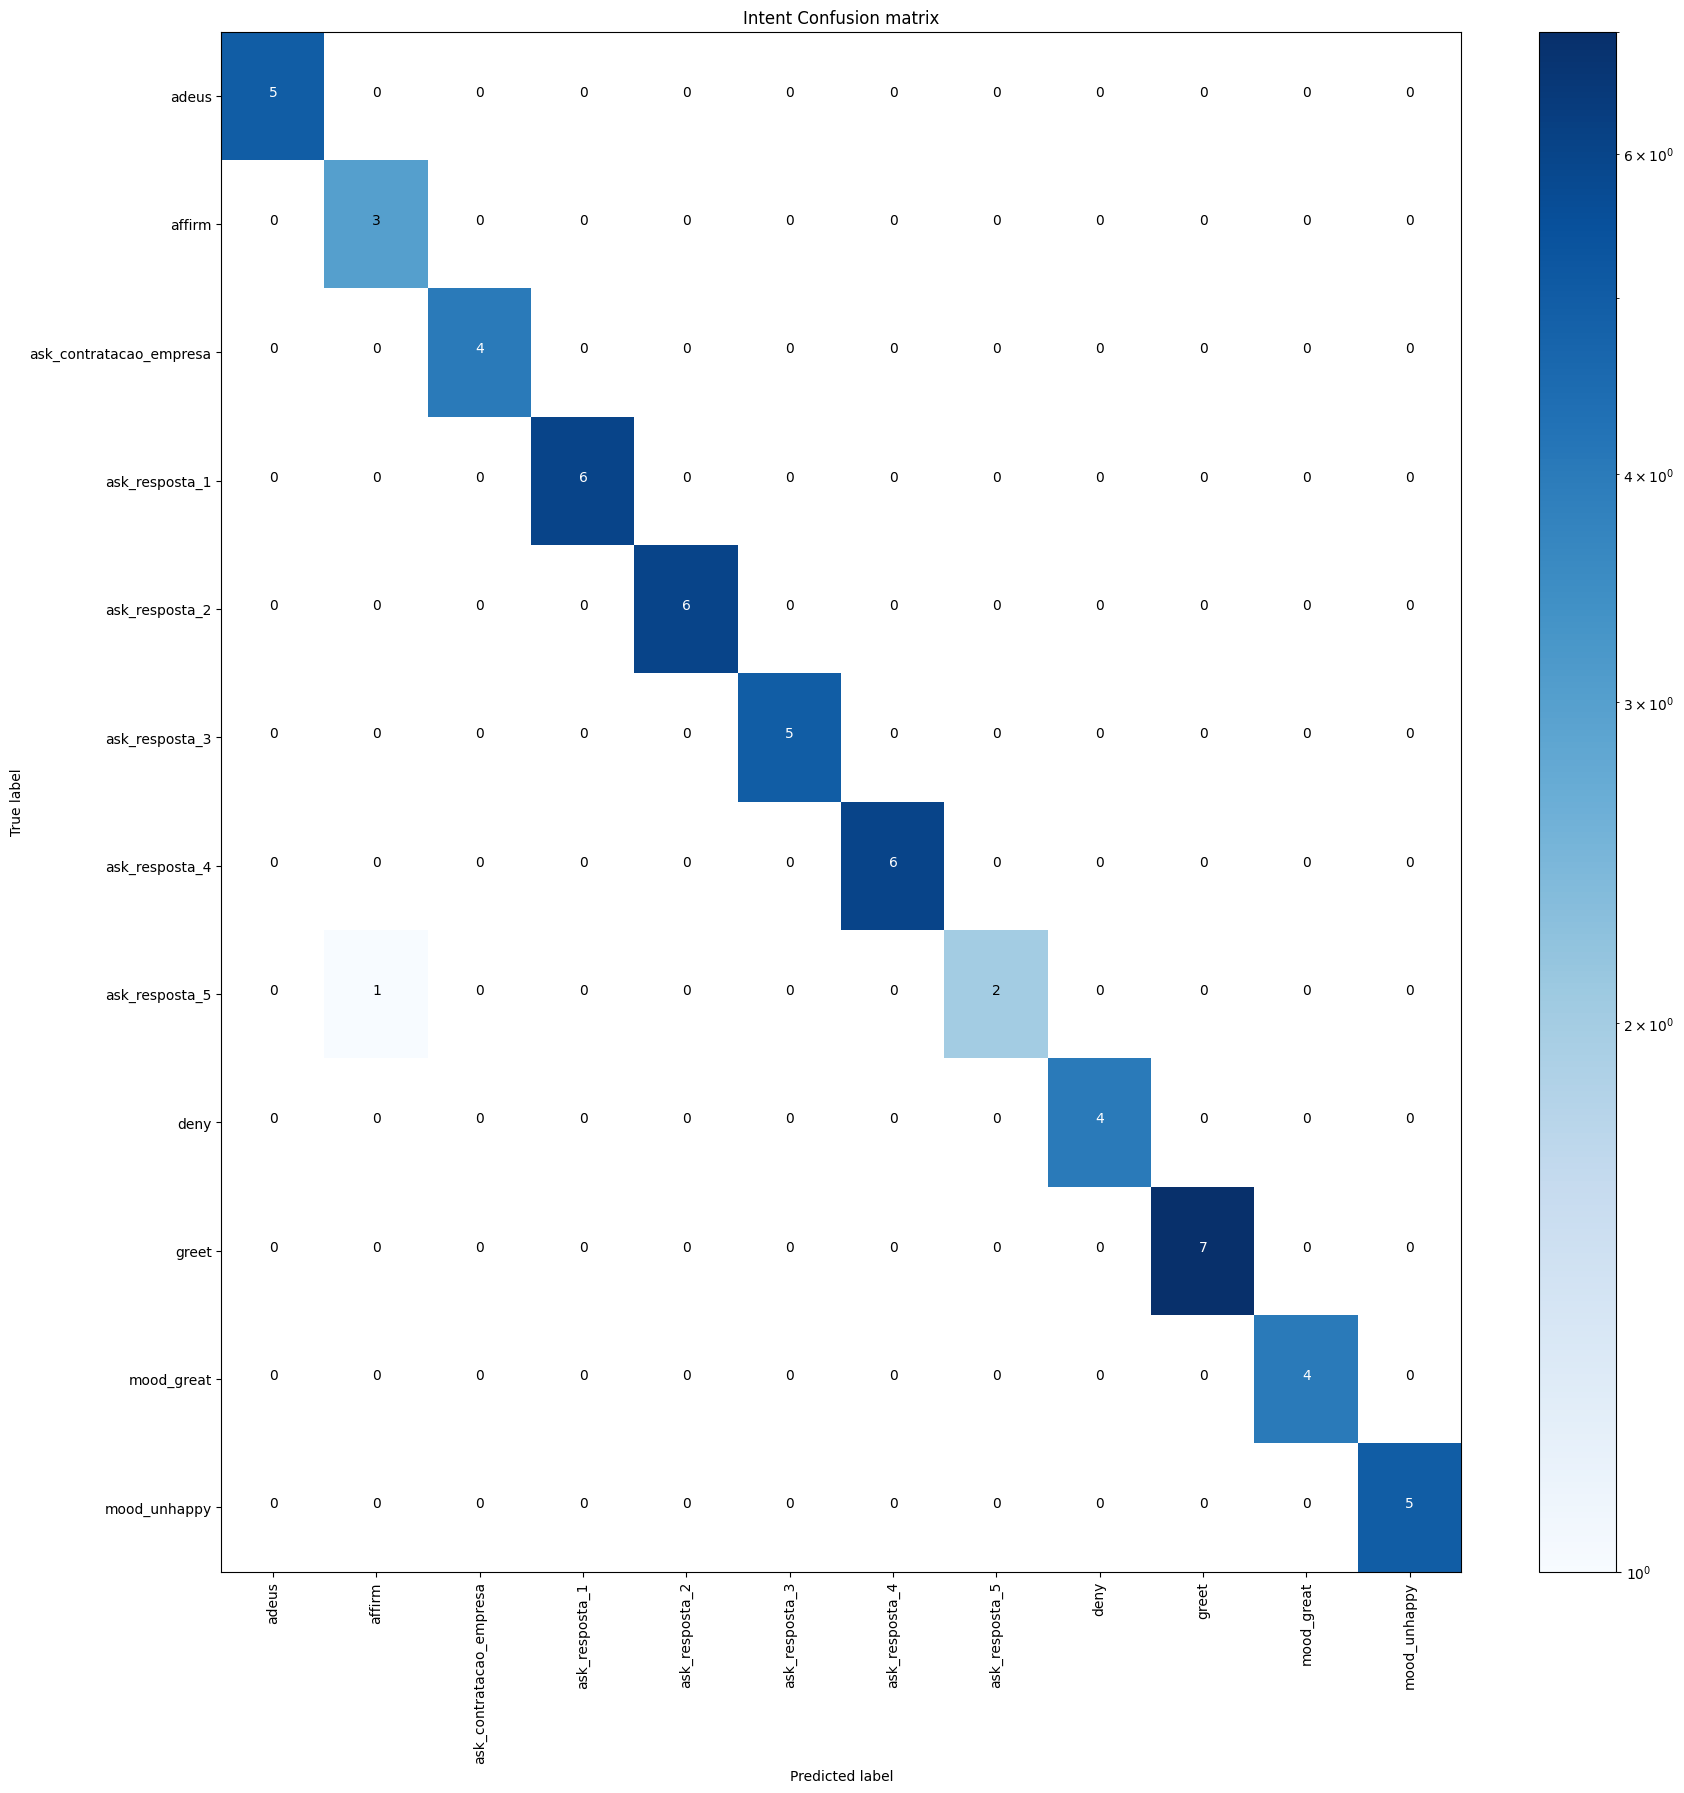 Intent Confusion matrix
adeus 5 0 0 0 0 0 0 0 0 0 0 0
affirm 0 3 0 0 0 0 0 0 0 0 0 0
ask_contratacao_empresa 0 0 4 0 0 0 0 0 0 0 0 0
ask_resposta_1 0 0 0 6 0 0 0 0 0 0 0 0
ask_resposta_2 0 0 0 0 6 0 0 0 0 0 0 0
ask_resposta_3 0 0 0 0 0 5 0 0 0 0 0 0
ask_resposta_4 0 0 0 0 0 0 6 0 0 0 0 0
ask_resposta_5 0 1 0 0 0 0 0 2 0 0 0 0
deny 0 0 0 0 0 0 0 0 4 0 0 0
greet 0 0 0 0 0 0 0 0 0 7 0 0
mood_great 0 0 0 0 0 0 0 0 0 0 4 0
mood_unhappy 0 0 0 0 0 0 0 0 0 0 0 5
True label
adeus
affirm
ask_contratacao_empresa
ask_resposta_1
ask_resposta_2
ask_resposta_3
ask_resposta_4
ask_resposta_5
deny
greet
mood_great
mood_unhappy
Predicted label
6 × 10⁰
4 × 10⁰
3 × 10⁰
2 × 10⁰
10⁰